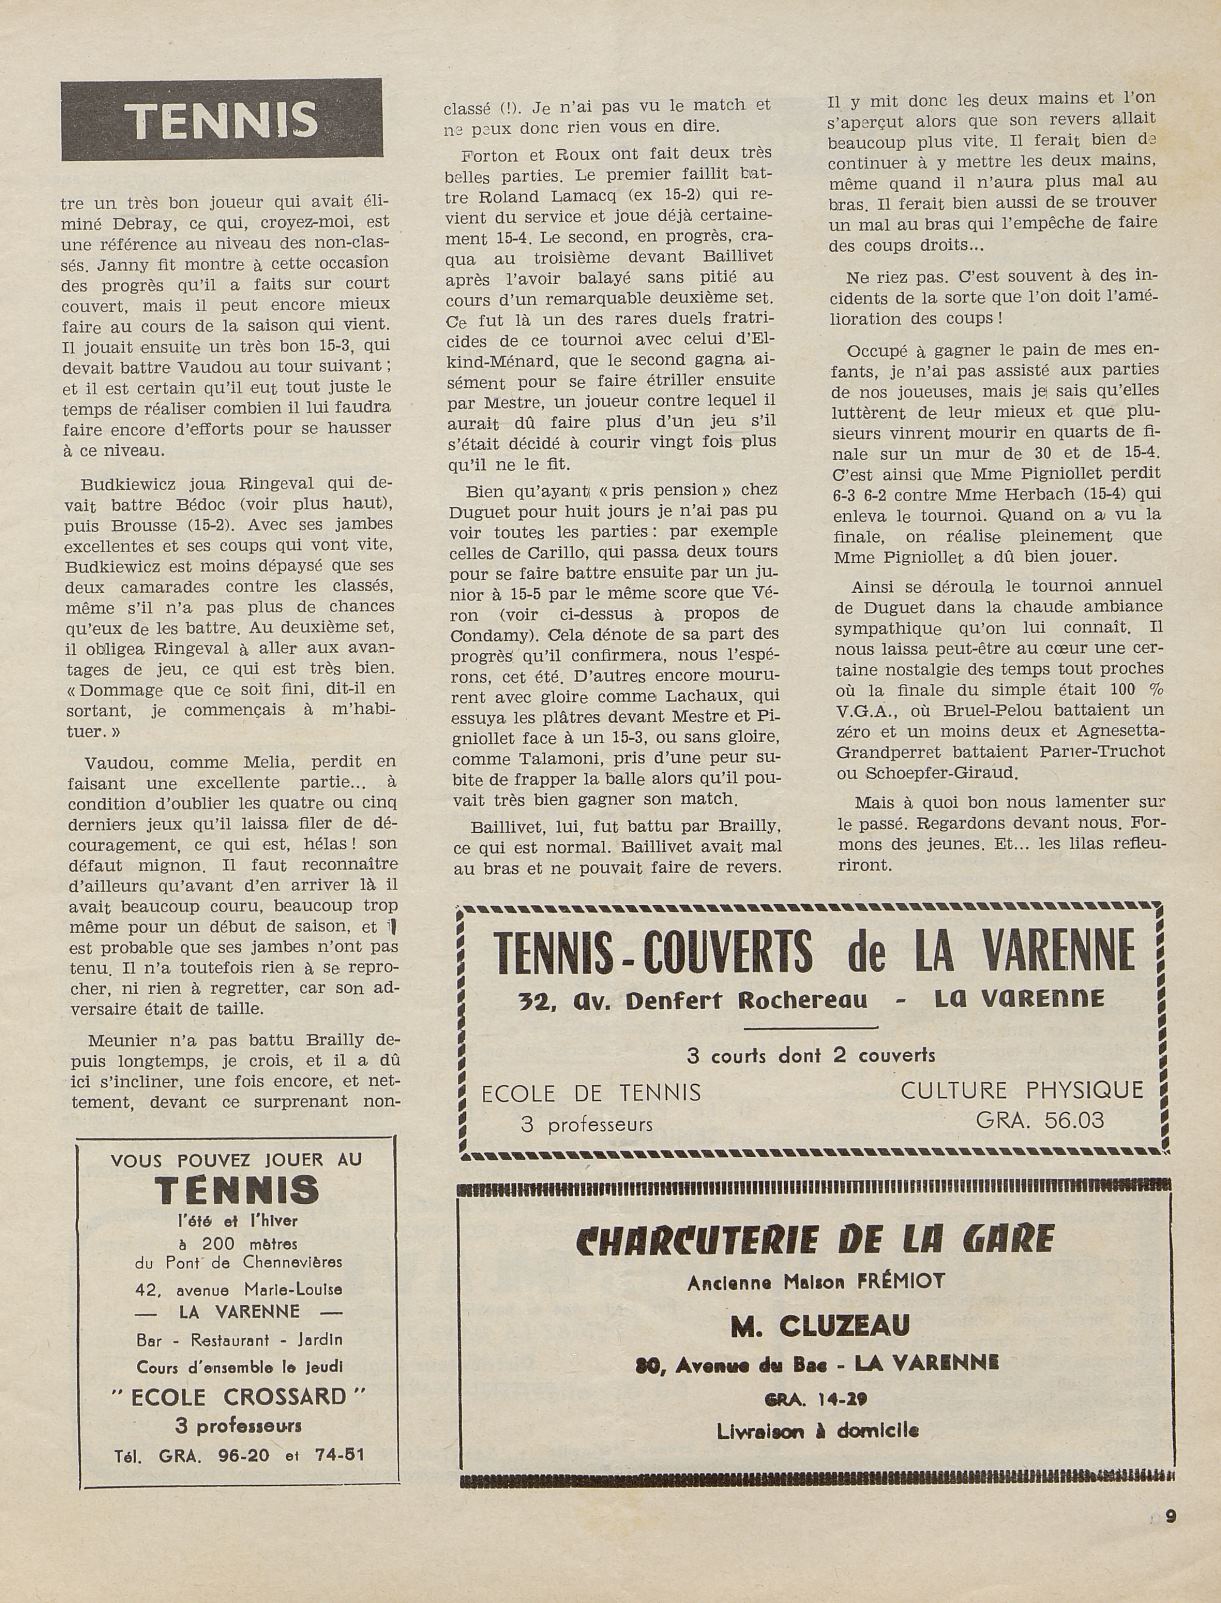 TENNIS
tre un très bon joueur qui avait éli-
miné Debray, ce qui, croyez-moi, est
une référence au niveau des non-clas-
sés. Janny fit montre à cette occasion
des progrès qu'il a faits sur court
couvert, mais il peut encore mieux
faire au cours de la saison qui vient.
Il jouait ensuite un très bon 15-3, qui
devait battre Vaudou au tour suivant ;
et il est certain qu'il eut tout juste le
temps de réaliser combien il lui faudra
faire encore d'efforts pour se hausser
à ce niveau.
Budkiewicz joua Ringeval qui de-
vait battre Bédoc (voir plus haut),
puis Brousse (15-2). Avec ses jambes
excellentes et ses coups qui vont vite,
Budkiewicz est moins dépaysé que ses
deux camarades contre les classés,
même s'il n'a pas plus de chances
qu'eux de les battre. Au deuxième set,
il obligea Ringeval à aller aux avan-
tages de jeu, ce qui est très bien.
« Dommage que ce soit fini, dit-il en
sortant, je commençais à m'habi-
tuer. »
Vaudou, comme Melia, perdit en
faisant une excellente partie... à
condition d'oublier les quatre ou cinq
derniers jeux qu'il laissa filer de dé-
couragement, ce qui est, hélas ! son
défaut mignon. Il faut reconnaître
d'ailleurs qu'avant d'en arriver là il
avait beaucoup couru, beaucoup trop
même pour un début de saison, et il
est probable que ses jambes n'ont pas
tenu. Il n'a toutefois rien à se repro-
cher, ni rien à regretter, car son ad-
versaire était de taille.
Meunier n'a pas battu Brailly de-
puis longtemps, je crois, et il a dû
ici s'incliner, une fois encore, et net-
tement, devant ce surprenant non-
classé (!). Je n'ai pas vu le match et
ne peux donc rien vous en dire.
Forton et Roux ont fait deux très
belles parties. Le premier faillit bat-
tre Roland Lamacq (ex 15-2) qui re-
vient du service et joue déjà certaine-
ment 15-4. Le second, en progrès, cra-
qua au troisième devant Baillivet
après l'avoir balayé sans pitié au
cours d'un remarquable deuxième set.
Ce fut là un des rares duels fratri-
cides de ce tournoi avec celui d'El-
kind-Ménard, que le second gagna ai-
sément pour se faire étriller ensuite
par Mestre, un joueur contre lequel il
aurait dû faire plus d'un jeu s'il
s'était décidé à courir vingt fois plus
qu'il ne le fit.
Bien qu'ayant « pris pension » chez
Duguet pour huit jours je n'ai pas pu
voir toutes les parties : par exemple
celles de Carillo, qui passa deux tours
pour se faire battre ensuite par un ju-
nior à 15-5 par le même score que Vé-
ron (voir ci-dessus à propos de
Condamy). Cela dénote de sa part des
progrès qu'il confirmera, nous l'espé-
rons, cet été. D'autres encore mouru-
rent avec gloire comme Lachaux, qui
essuya les plâtres devant Mestre et Pi-
gniollet face à un 15-3, ou sans gloire,
comme Talamoni, pris d'une peur su-
bite de frapper la balle alors qu'il pou-
vait très bien gagner son match.
Baillivet, lui, fut battu par Brailly,
ce qui est normal. Baillivet avait mal
au bras et ne pouvait faire de revers.
Il y mit donc les deux mains et l'on
s'aperçut alors que son revers allait
beaucoup plus vite. Il ferait bien de
continuer à y mettre les deux mains,
même quand il n'aura plus mal au
bras. Il ferait bien aussi de se trouver
un mal au bras qui l'empêche de faire
des coups droits...
Ne riez pas. C'est souvent à des in-
cidents de la sorte que l'on doit l'amé-
lioration des coups !
Occupé à gagner le pain de mes en-
fants, je n'ai pas assisté aux parties
de nos joueuses, mais je sais qu'elles
luttèrent de leur mieux et que plu-
sieurs vinrent mourir en quarts de fi-
nale sur un mur de 30 et de 15-4.
C'est ainsi que Mme Pigniollet perdit
6-3 6-2 contre Mme Herbach (15-4) qui
enleva le tournoi. Quand on a vu la
finale, on réalise pleinement que
Mme Pigniollet a dû bien jouer.
Ainsi se déroula le tournoi annuel
de Duguet dans la chaude ambiance
sympathique qu'on lui connaît. Il
nous laissa peut-être au cœur une cer-
taine nostalgie des temps tout proches
où la finale du simple était 100 %
V.G.A., où Bruel-Pelou battaient un
zéro et un moins deux et Agnesetta-
Grandperret battaient Parier-Truchot
ou Schoepfer-Giraud.
Mais à quoi bon nous lamenter sur
le passé. Regardons devant nous. For-
mons des jeunes. Et... les lilas refleu-
riront.
VOUS POUVEZ JOUER AU
TENNIS
l'été et l'hiver
à 200 mètres
du Pont de Chennevières
42, avenue Marie-Louise
— LA VARENNE —
Bar - Restaurant - Jardin
Cours d'ensemble le jeudi
" ECOLE CROSSARD "
3 professeurs
Tél. GRA. 96-20 et 74-51
TENNIS-COUVERTS de LA VARENNE
32, av. Denfert Rochereau - LA VARENNE
3 courts dont 2 couverts
ECOLE DE TENNIS CULTURE PHYSIQUE
3 professeurs GRA. 56.03
CHARCUTERIE DE LA GARE
Ancienne Maison FRÉMIOT
M. CLUZEAU
80, Avenue du Bac - LA VARENNE
GRA. 14-29
Livraison à domicile
9